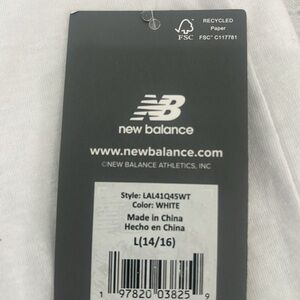 RECYCLED
Paper
FSC
FSC® C117781
NB
new balance
www.newbalance.com
©NEW BALANCE ATHLETICS, INC
Style: LAL41Q45WT
Color: WHITE
Made in China
Hecho en China
L(14/16)
1 97820 03825 9